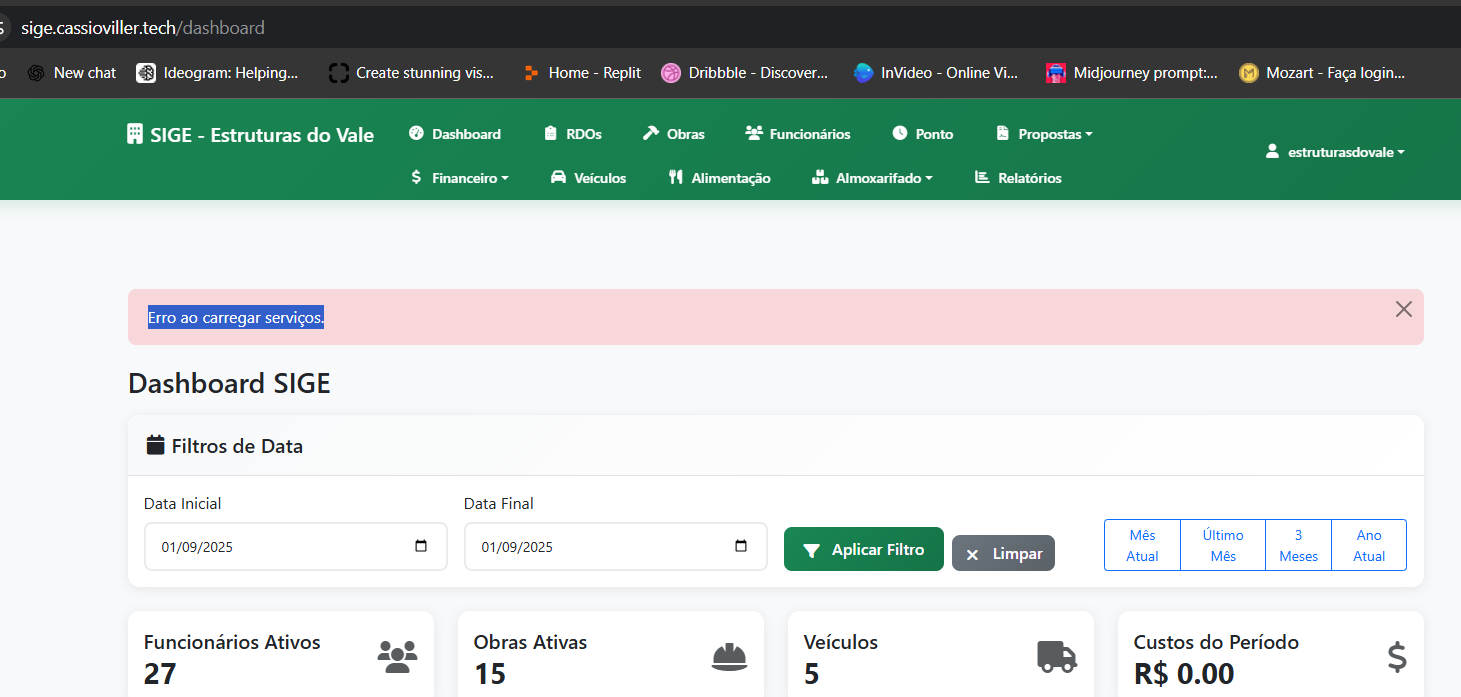 sige.cassioviller.tech/dashboard
New chat Ideogram: Helping... Create stunning vis... Home - Replit Dribbble - Discover... InVideo - Online Vi... Midjourney prompt:... Mozart - Faça login...
SIGE - Estruturas do Vale Dashboard RDOs Obras Funcionários Ponto Propostas
estruturasdovale
Financeiro Veículos Alimentação Almoxarifado Relatórios
Erro ao carregar serviços.
Dashboard SIGE
Filtros de Data
Data Inicial Data Final
01/09/2025 01/09/2025 Aplicar Filtro Limpar
Mês Atual Último Mês 3 Meses Ano Atual
Funcionários Ativos Obras Ativas Veículos Custos do Período
27 15 5 R$ 0.00